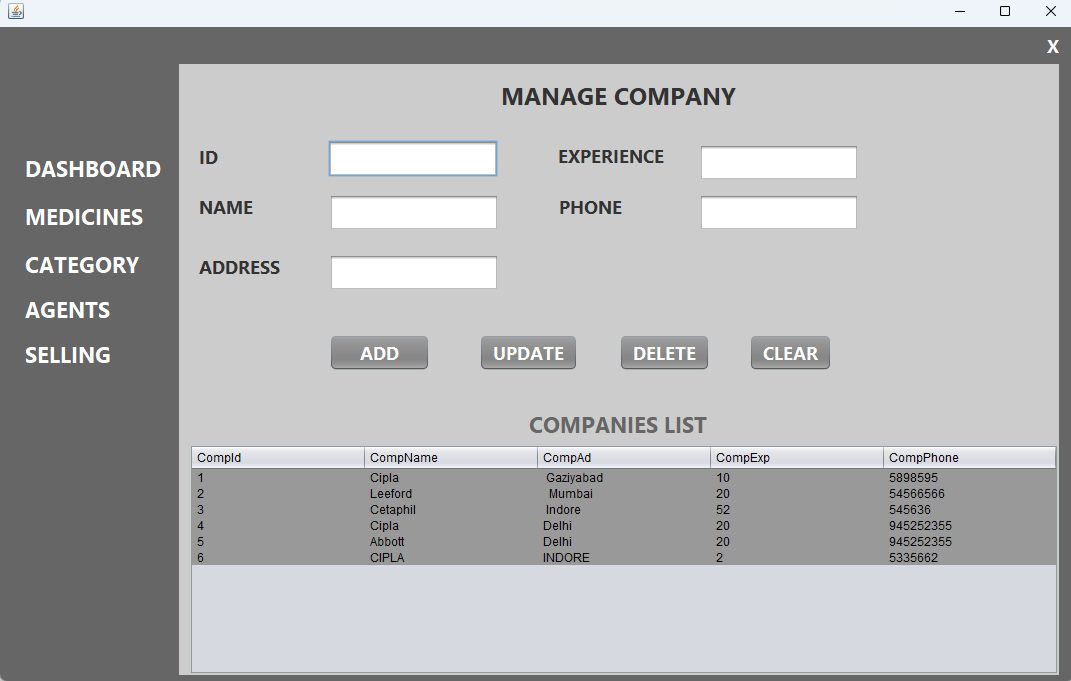 X
MANAGE COMPANY
ID
EXPERIENCE
DASHBOARD
NAME
PHONE
MEDICINES
CATEGORY
ADDRESS
AGENTS
SELLING
ADD UPDATE DELETE CLEAR
COMPANIES LIST
CompId CompName CompAd CompExp CompPhone
1 Cipla Gaziyabad 10 5898595
2 Leeford Mumbai 20 54566566
3 Cetaphil Indore 52 545636
4 Cipla Delhi 20 945252355
5 Abbott Delhi 20 945252355
6 CIPLA INDORE 2 5335662